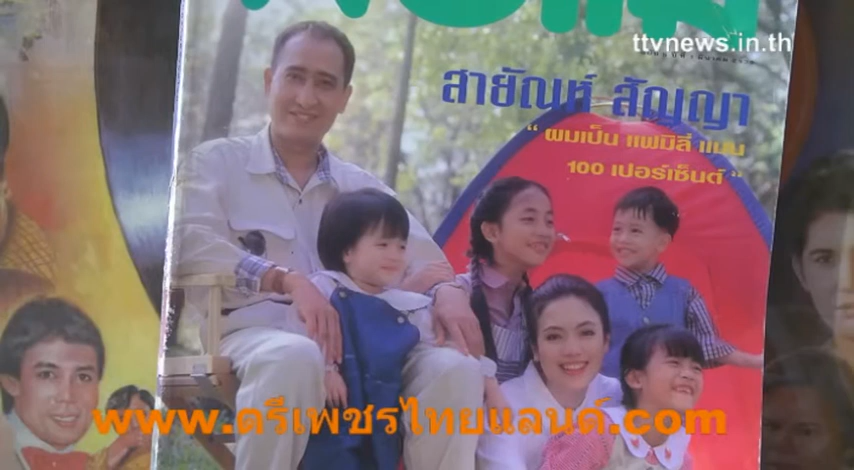 ttvnews.in.th
สายัณห์ สัญญา
“ ผมเป็น แฟมิลี่ แมน
100 เปอร์เซ็นต์ “
www.ตรีเพชรไทยแลนด์.com